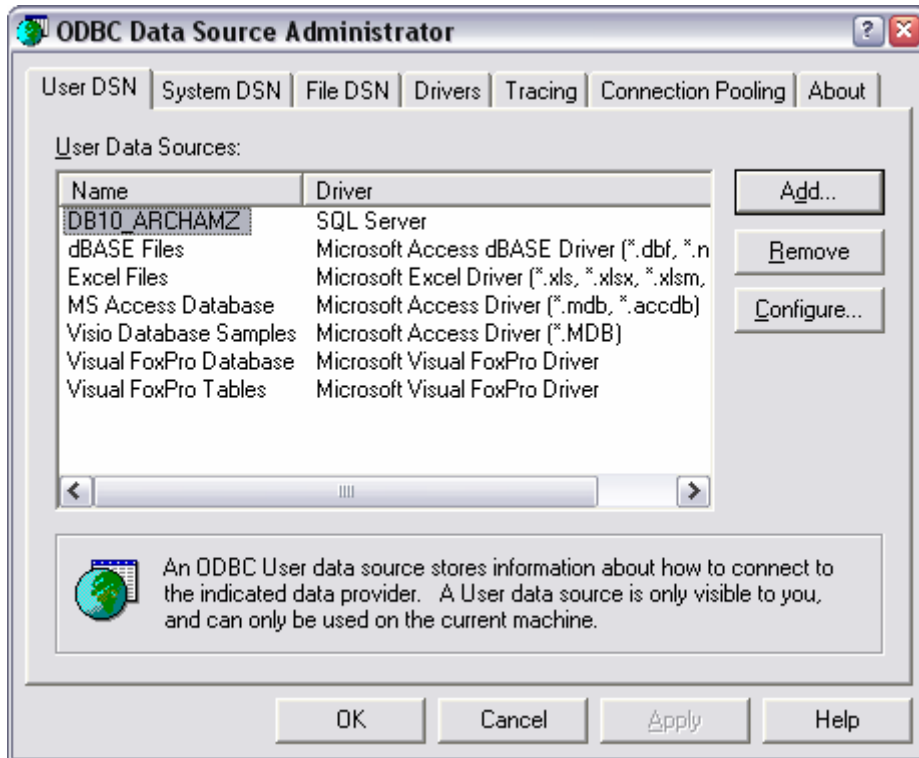 ODBC Data Source Administrator
User DSN System DSN File DSN Drivers Tracing Connection Pooling About
User Data Sources:
Name Driver
DB10_ARCHAMZ SQL Server
dBASE Files Microsoft Access dBASE Driver (*.dbf, *.n
Excel Files Microsoft Excel Driver (*.xls, *.xlsx, *.xlsm,
MS Access Database Microsoft Access Driver (*.mdb, *.accdb)
Visio Database Samples Microsoft Access Driver (*.MDB)
Visual FoxPro Database Microsoft Visual FoxPro Driver
Visual FoxPro Tables Microsoft Visual FoxPro Driver
Add...
Remove
Configure...
An ODBC User data source stores information about how to connect to
the indicated data provider. A User data source is only visible to you,
and can only be used on the current machine.
OK Cancel Apply Help